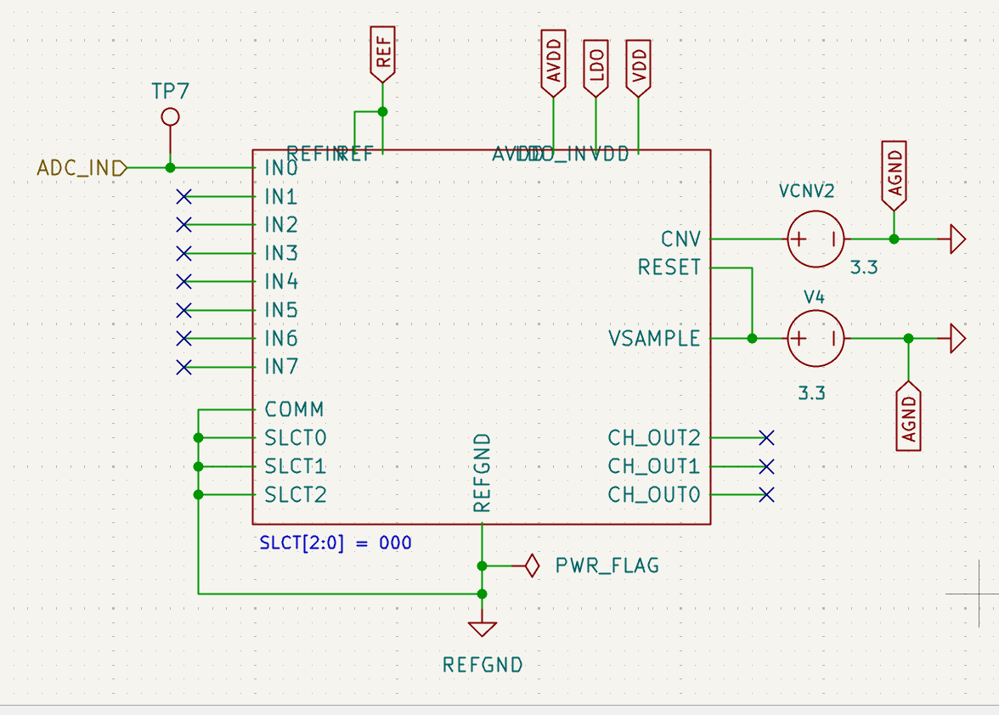 REF
AVDD
LDO
VDD
TP7
ADC_IN
REFIN
REF
AVDD
LDO_IN
VDD
AGND
IN0
IN1
IN2
IN3
IN4
IN5
IN6
IN7
VCNV2
CNV
RESET
3.3
V4
VSAMPLE
3.3
AGND
COMM
SLCT0
SLCT1
SLCT2
REFGND
CH_OUT2
CH_OUT1
CH_OUT0
SLCT[2:0] = 000
PWR_FLAG
REFGND